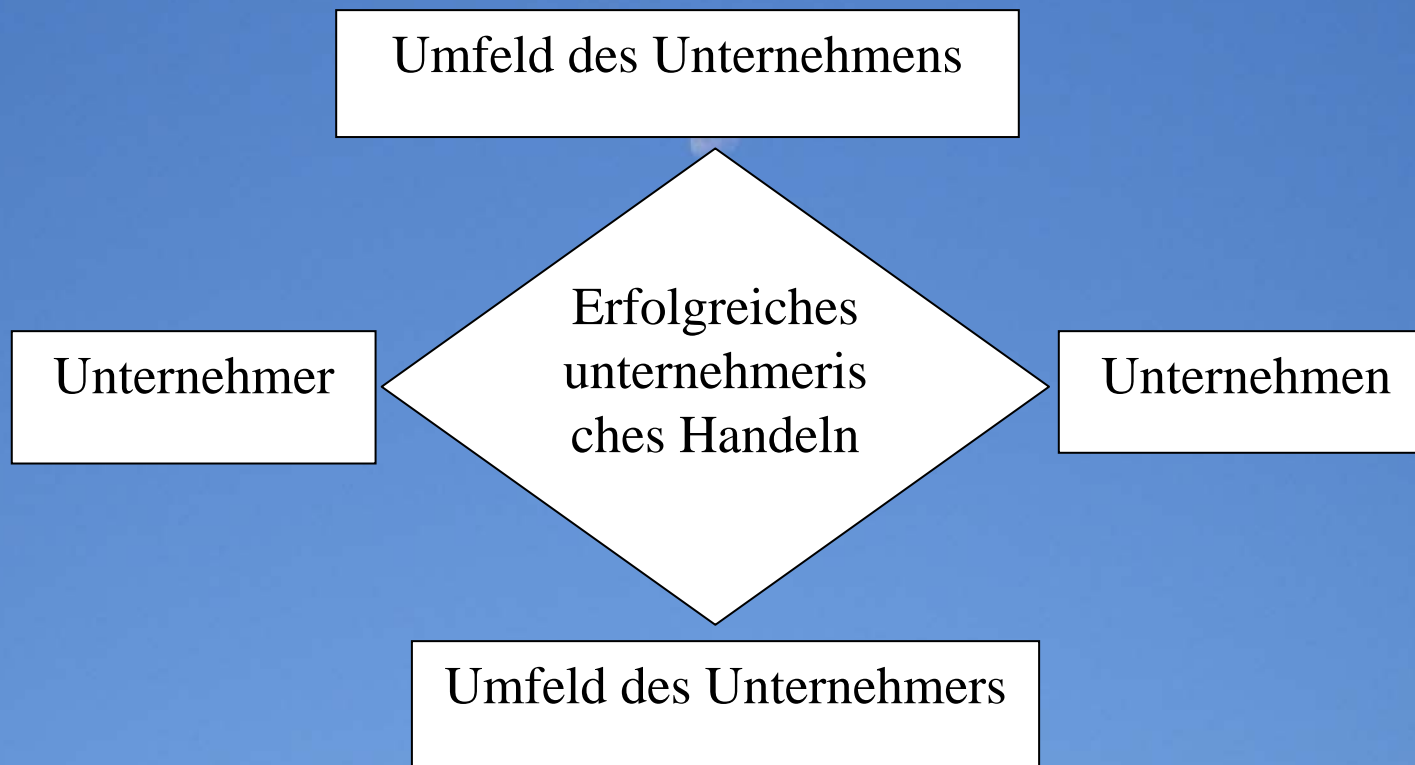 Umfeld des Unternehmens
Erfolgreiches
unternehmeris
ches Handeln
Unternehmer
Unternehmen
Umfeld des Unternehmers